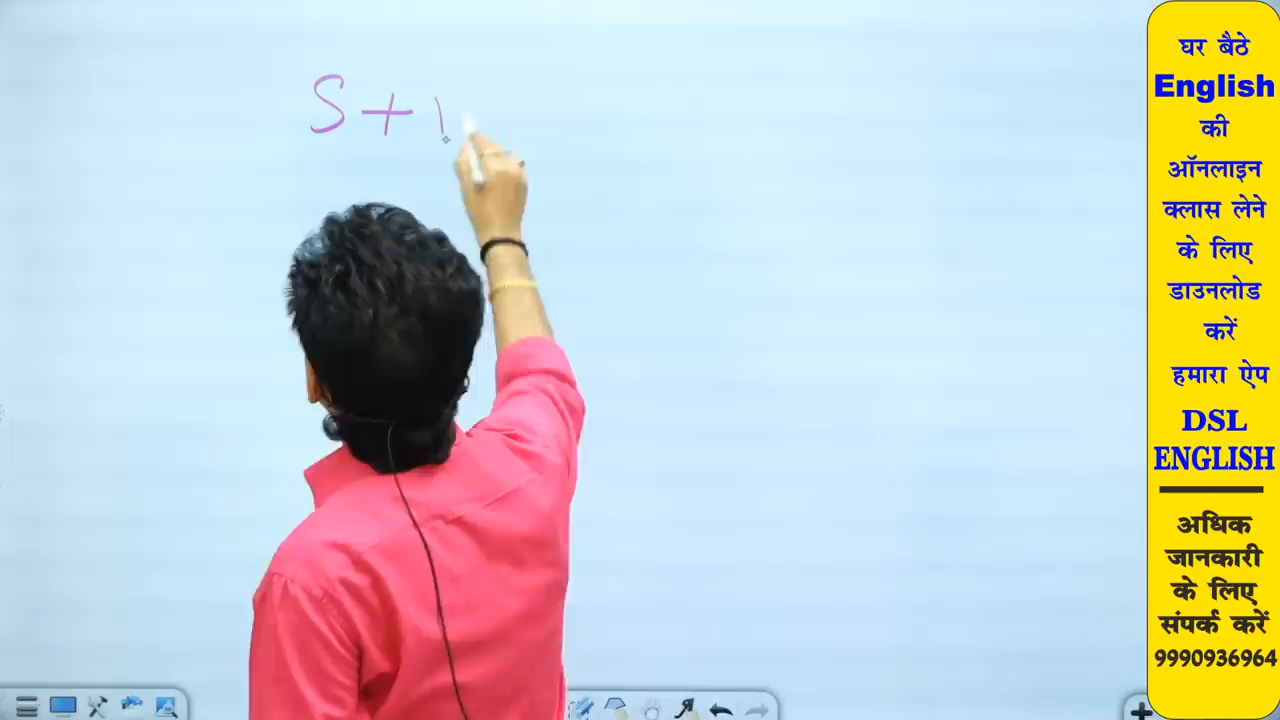 S + 1
घर बैठे
English
की
ऑनलाइन
क्लास लेने
के लिए
डाउनलोड
करें
हमारा ऐप
DSL
ENGLISH
अधिक
जानकारी
के लिए
संपर्क करें
9990936964